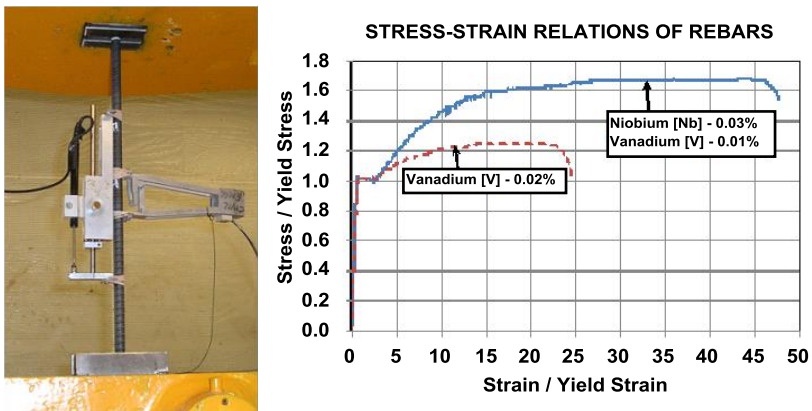 STRESS-STRAIN RELATIONS OF REBARS
Stress / Yield Stress
1.8
1.6
1.4
1.2
1.0
0.8
0.6
0.4
0.2
0.0
Niobium [Nb] - 0.03%
Vanadium [V] - 0.01%
Vanadium [V] - 0.02%
0 5 10 15 20 25 30 35 40 45 50
Strain / Yield Strain